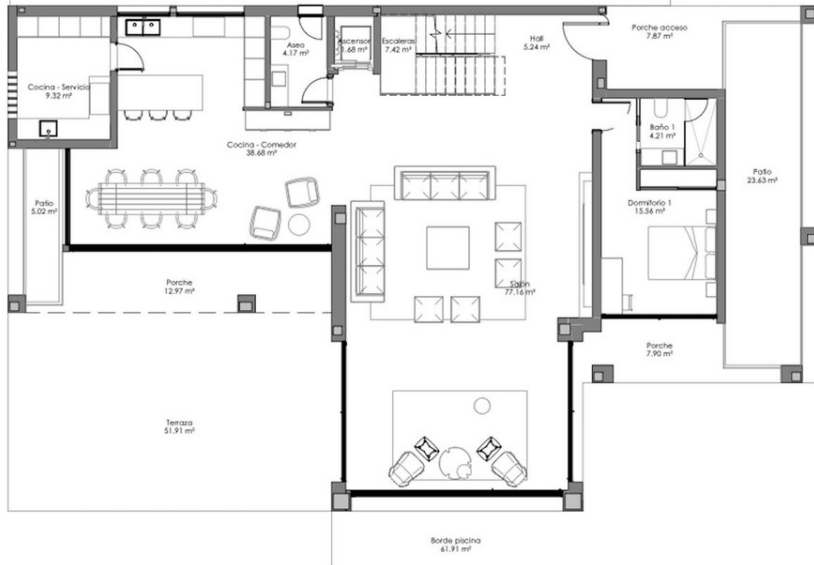 Aseo
4.17 m²
Ascensor
1.68 m²
Escaleras
7.42 m²
Hall
5.24 m²
Porche acceso
7.87 m²
Cocina - Servicio
9.32 m²
Cocina - Comedor
38.68 m²
Baño 1
4.21 m²
Patio
23.63 m²
Patio
5.02 m²
Dormitorio 1
15.56 m²
Porche
12.97 m²
Salón
77.16 m²
Porche
7.90 m²
Terraza
51.91 m²
Borde piscina
61.91 m²